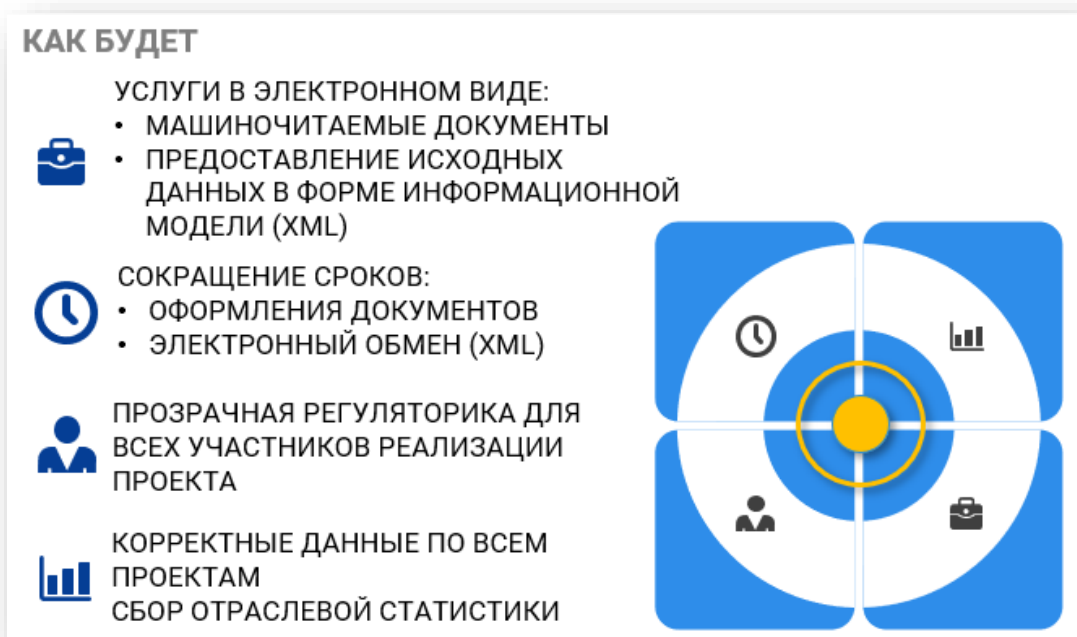 КАК БУДЕТ
УСЛУГИ В ЭЛЕКТРОННОМ ВИДЕ:
• МАШИНОЧИТАЕМЫЕ ДОКУМЕНТЫ
• ПРЕДОСТАВЛЕНИЕ ИСХОДНЫХ
ДАННЫХ В ФОРМЕ ИНФОРМАЦИОННОЙ
МОДЕЛИ (XML)
СОКРАЩЕНИЕ СРОКОВ:
• ОФОРМЛЕНИЯ ДОКУМЕНТОВ
• ЭЛЕКТРОННЫЙ ОБМЕН (XML)
ПРОЗРАЧНАЯ РЕГУЛЯТОРИКА ДЛЯ
ВСЕХ УЧАСТНИКОВ РЕАЛИЗАЦИИ
ПРОЕКТА
КОРРЕКТНЫЕ ДАННЫЕ ПО ВСЕМ
ПРОЕКТАМ
СБОР ОТРАСЛЕВОЙ СТАТИСТИКИ